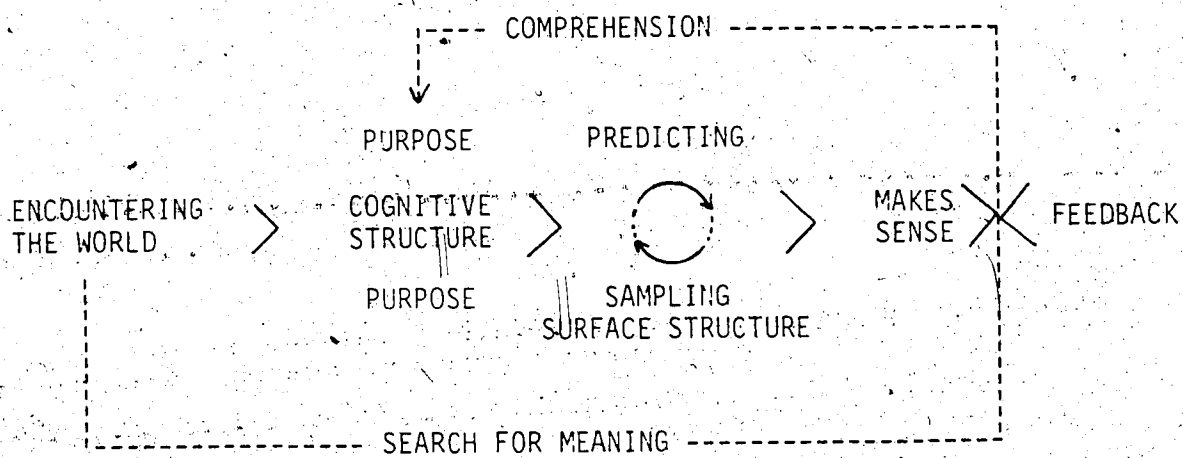 COMPREHENSION
PURPOSE
PREDICTING
ENCOUNTERING
THE WORLD
COGNITIVE
STRUCTURE
MAKES
SENSE
FEEDBACK
PURPOSE
SAMPLING
SURFACE STRUCTURE
SEARCH FOR MEANING